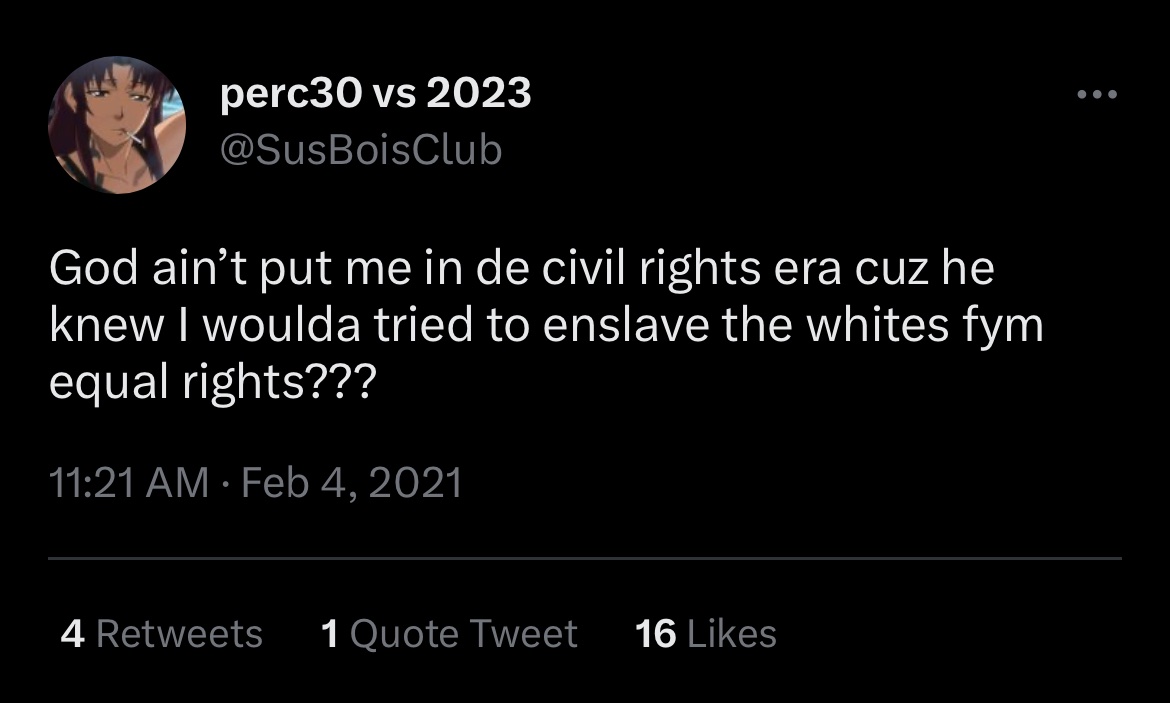 perc30 vs 2023
@SusBoisClub
God ain’t put me in de civil rights era cuz he
knew I woulda tried to enslave the whites fym
equal rights???
11:21 AM · Feb 4, 2021
4 Retweets 1 Quote Tweet 16 Likes